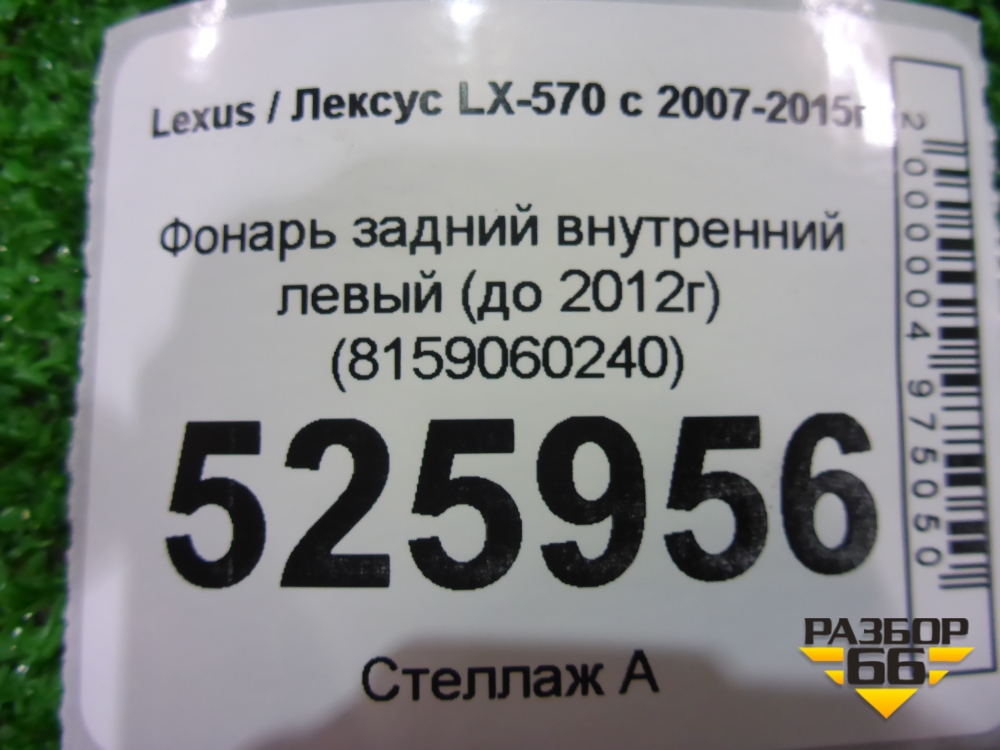 Lexus / Лексус LX-570 с 2007-2015г
Фонарь задний внутренний
левый (до 2012г)
(8159060240)
525956
Стеллаж А
2000004975050
РАЗБОР
66